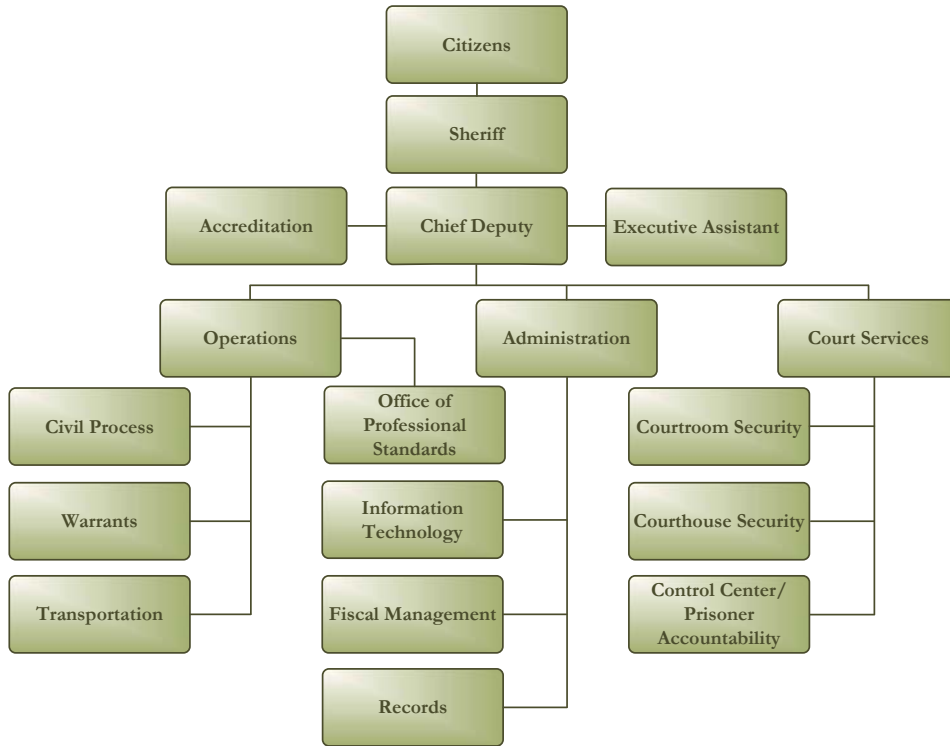 Citizens
Sheriff
Accreditation
Chief Deputy
Executive Assistant
Operations
Administration
Court Services
Civil Process
Office of
Professional
Standards
Courtroom Security
Warrants
Information
Technology
Courthouse Security
Transportation
Fiscal Management
Control Center/
Prisoner
Accountability
Records